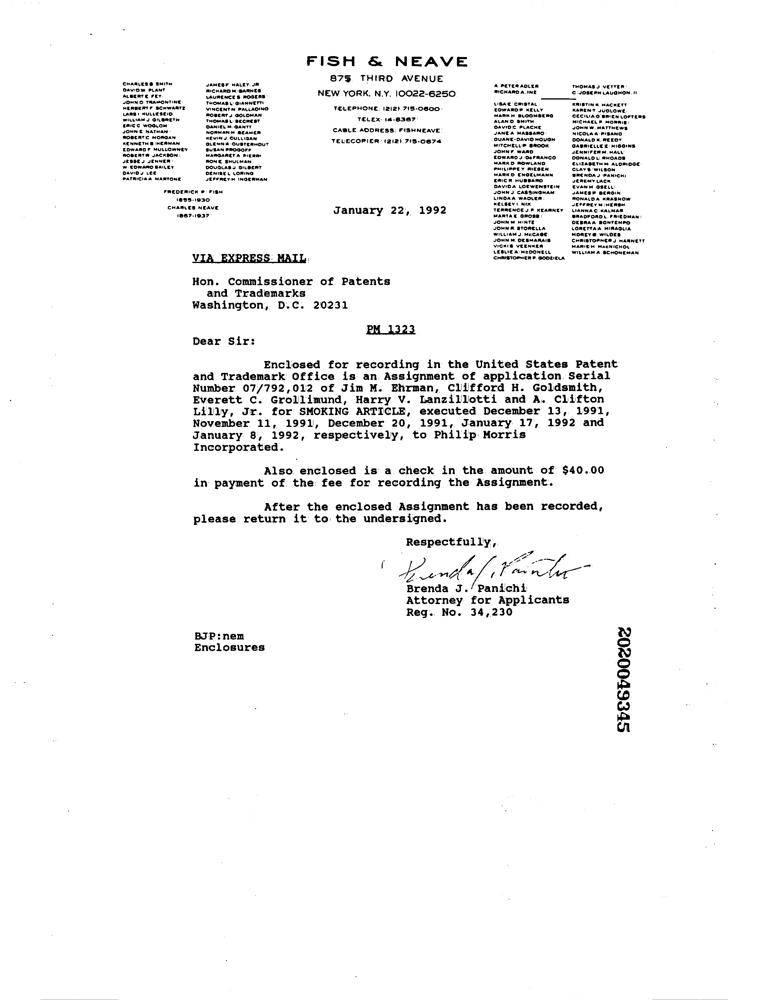 FISH & NEAVE
875 THIRD AVENUE
NEW YORK, N.Y. 10022-6250
TELEPHONE (212) 715-0600
TELEX 14-8367
CABLE ADDRESS: FISHNEAVE
TELECOPIER (212) 715-0674
CHARLES B SMITH
DAVID W PLANT
ALBERT E FEY
JOHN O TRAMONTINE
HERBERT F SCHWARTZ
LARS I KULLESEID
WILLIAM J GILBRETH
ERIC C WOGLOM
JOHN E NATHAN
ROBERT C MORGAN
KENNETH B HERMAN
EDWARD F MULLOWNEY
ROBERT R JACKSON
JESSE J JENNER
W EDWARD BAILEY
DAVID J LEE
PATRICIA A MARTONE
JAMES F HALEY, JR
RICHARD M BARNES
LAURENCE S ROGERS
THOMAS L GIANNETTI
VINCENT N PALLADINO
ROBERT J GOLDMAN
THOMAS L SECREST
DANIEL M GANTT
NORMAN H BEAMER
KEVIN J CULLIGAN
GLENN A OUSTERHOUT
SUSAN PROGOFF
MARGARET A PIERRI
RON E SHULMAN
DOUGLAS J GILBERT
DENISE L LORING
JEFFREY H INGERMAN
FREDERICK P FISH
1855-1930
CHARLES NEAVE
1867-1937
A. PETER ADLER
RICHARD A. INZ
THOMAS J VETTER
C. JOSEPH LAUGHON, II
LISA E CRISTAL
EDWARD P KELLY
MARK H BLOOMBERG
ALAN D SMITH
DAVID C PLACHE
JANE A MASSARO
DUANE-DAVID HOUGH
MITCHELL P BROOK
JOHN F WARD
EDWARD J DEFRANCO
MARK D ROWLAND
PHILIPPE Y RIESEN
MARK D ENGELMANN
ERIC R HUBBARD
DAVID A LOEWENSTEIN
JOHN J CASSINGHAM
LINDA A WADLER
KELSEY I NIX
TERRENCE J P KEARNEY
MARTA E GROSS
JOHN M HINTZ
JOHN R STORELLA
WILLIAM J McCABE
JOHN M. DESMARAIS
VICKI S VEENKER
LESLIE A McDONELL
CHRISTOPHER P. GODZIELA
KRISTIN K HACKETT
KAREN T JUDLOWE
CECILIA O'BRIEN LOFTERS
MICHAEL P MORRIS
JOHN W. MATTHEWS
NICOLA A PISANO
DONALD K REEDY
GABRIELLE E HIGGINS
JENNIFER M. HALL
DONALD L RHOADS
ELIZABETH M ALDRIDGE
CLAY S WILSON
BRENDA J PANICHI
JEREMY LACK
EVAN M GSELL
JAMES P BERGIN
RONALD A KRASNOW
JEFFREY M HERSH
LIANNA C KALMAR
BRADFORD L FRIEDMAN
DEBRA A BONTEMPO
LORETTA A MIRAGLIA
MOREY B WILDES
CHRISTOPHER J HARNETT
MARIE H MacNICHOL
WILLIAM A SCHONEMAN
January 22, 1992
VIA EXPRESS MAIL
Hon. Commissioner of Patents
and Trademarks
Washington, D.C. 20231
PM 1323
Dear Sir:
Enclosed for recording in the United States Patent
and Trademark Office is an Assignment of application Serial
Number 07/792,012 of Jim M. Ehrman, Clifford H. Goldsmith,
Everett C. Grollimund, Harry V. Lanzillotti and A. Clifton
Lilly, Jr. for SMOKING ARTICLE, executed December 13, 1991,
November 11, 1991, December 20, 1991, January 17, 1992 and
January 8, 1992, respectively, to Philip Morris
Incorporated.
Also enclosed is a check in the amount of $40.00
in payment of the fee for recording the Assignment.
After the enclosed Assignment has been recorded,
please return it to the undersigned.
Respectfully,
Brenda J. Panichi
Brenda J. Panichi
Attorney for Applicants
Reg. No. 34,230
BJP:nem
Enclosures
2020049345